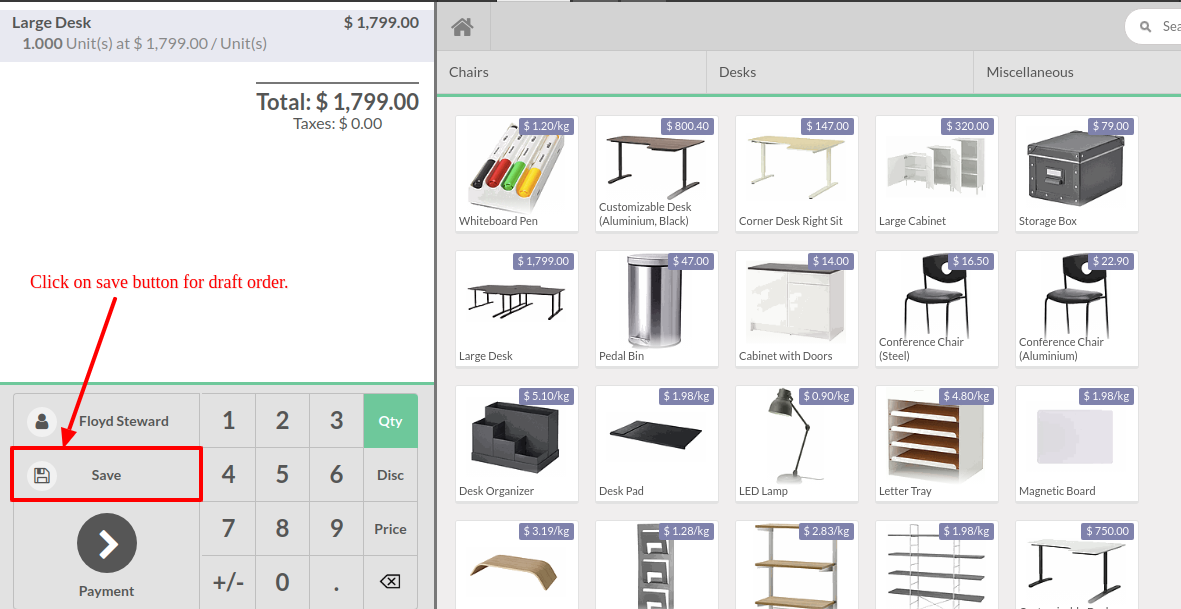 Large Desk $ 1,799.00
1.000 Unit(s) at $ 1,799.00 / Unit(s)
Total: $ 1,799.00
Taxes: $ 0.00
Click on save button for draft order.
Floyd Steward
Save
Payment
1 2 3 Qty
4 5 6 Disc
7 8 9 Price
+/- 0 .
Chairs Desks Miscellaneous
$ 1.20/kg
Whiteboard Pen
$ 800.40
Customizable Desk
(Aluminium, Black)
$ 147.00
Corner Desk Right Sit
$ 320.00
Large Cabinet
$ 79.00
Storage Box
$ 1,799.00
Large Desk
$ 47.00
Pedal Bin
$ 14.00
Cabinet with Doors
$ 16.50
Conference Chair
(Steel)
$ 22.90
Conference Chair
(Aluminium)
$ 5.10/kg
Desk Organizer
$ 1.98/kg
Desk Pad
$ 0.90/kg
LED Lamp
$ 4.80/kg
Letter Tray
$ 1.98/kg
Magnetic Board
$ 3.19/kg
$ 1.28/kg
$ 2.83/kg
$ 1.98/kg
$ 750.00